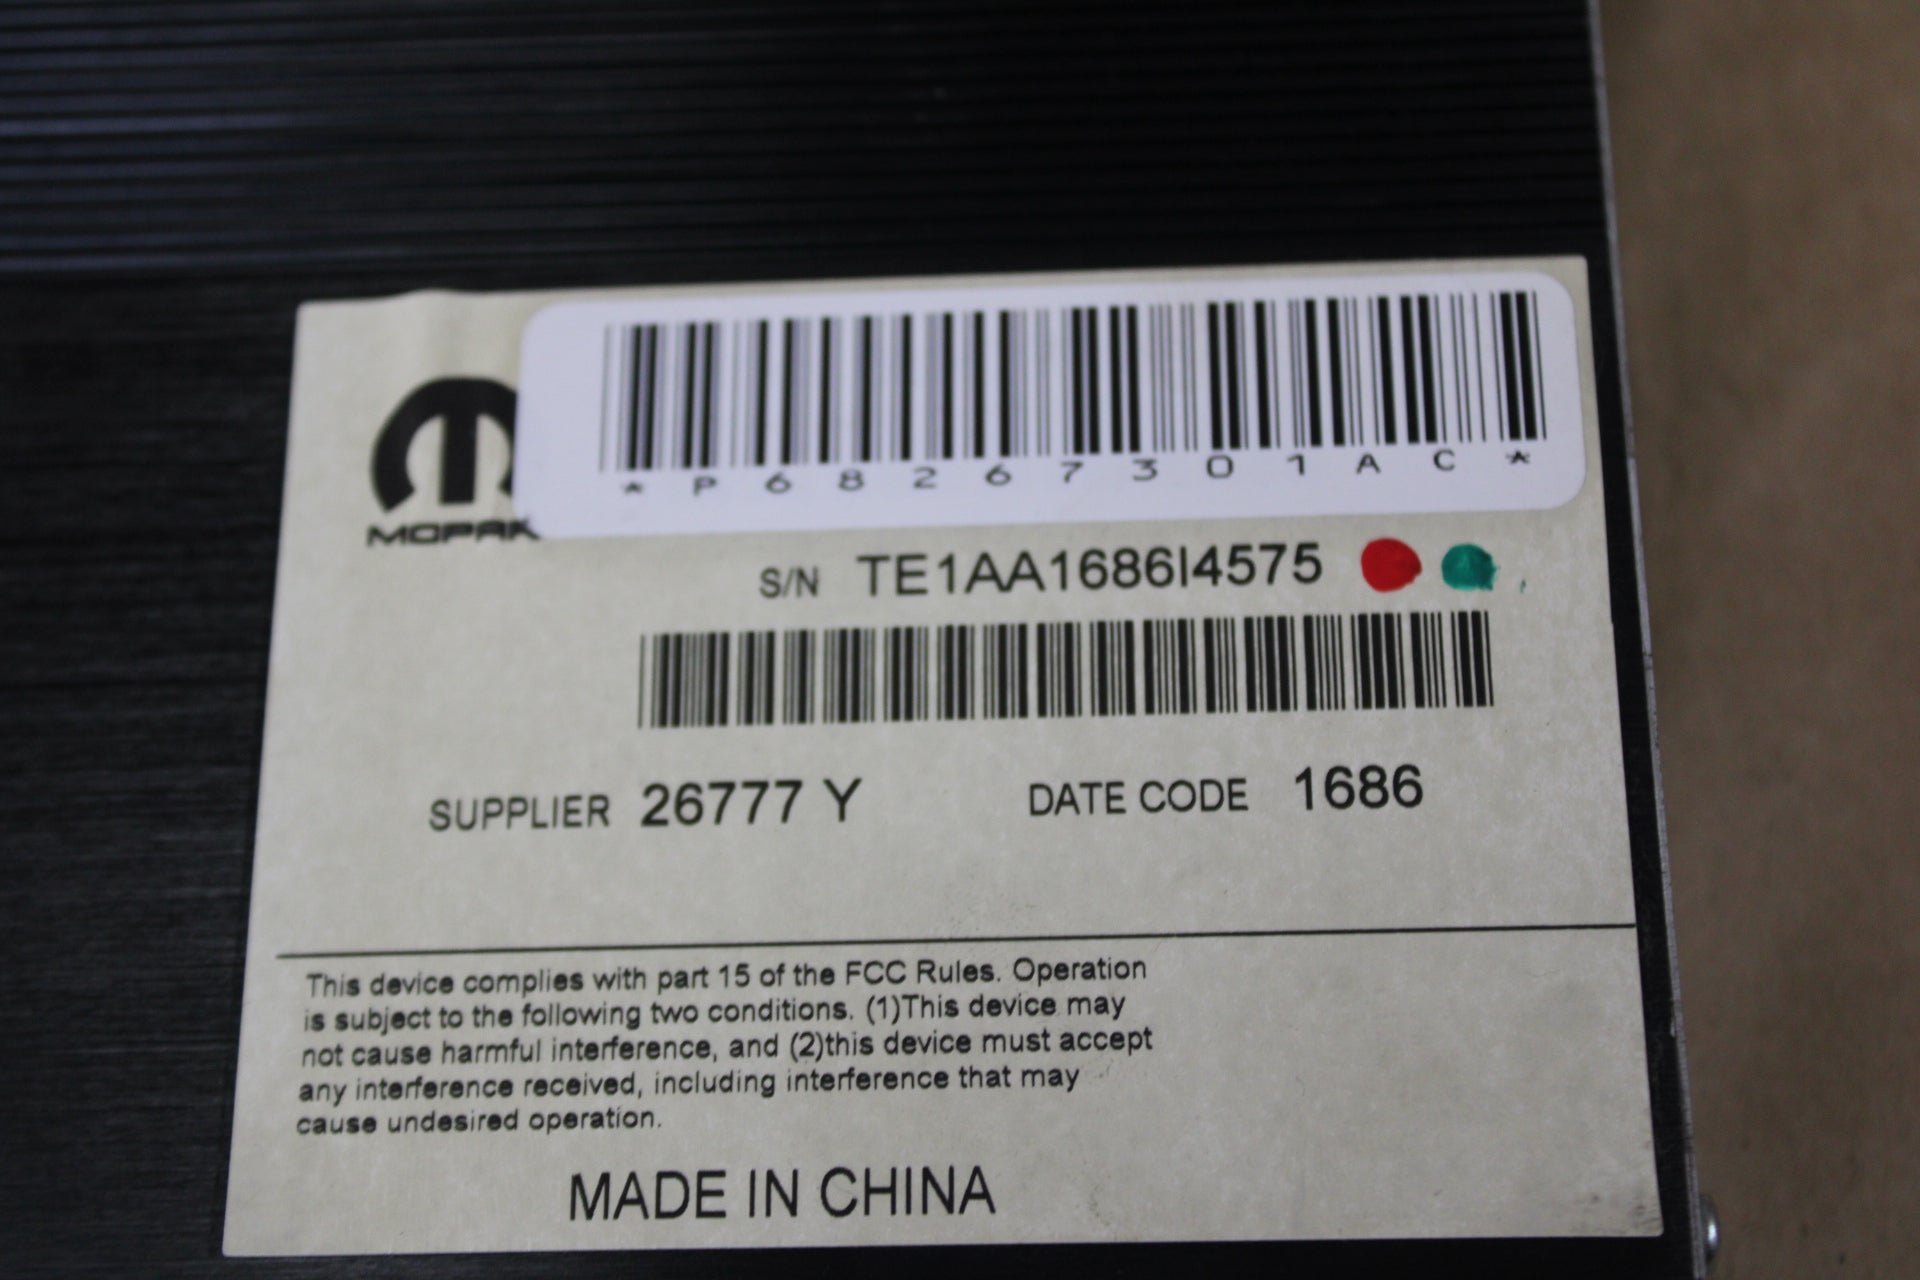 *P68267301AC*
MOPAR
S/N TE1AA1686I4575
SUPPLIER 26777 Y DATE CODE 1686
This device complies with part 15 of the FCC Rules. Operation
is subject to the following two conditions. (1)This device may
not cause harmful interference, and (2)this device must accept
any interference received, including interference that may
cause undesired operation.
MADE IN CHINA